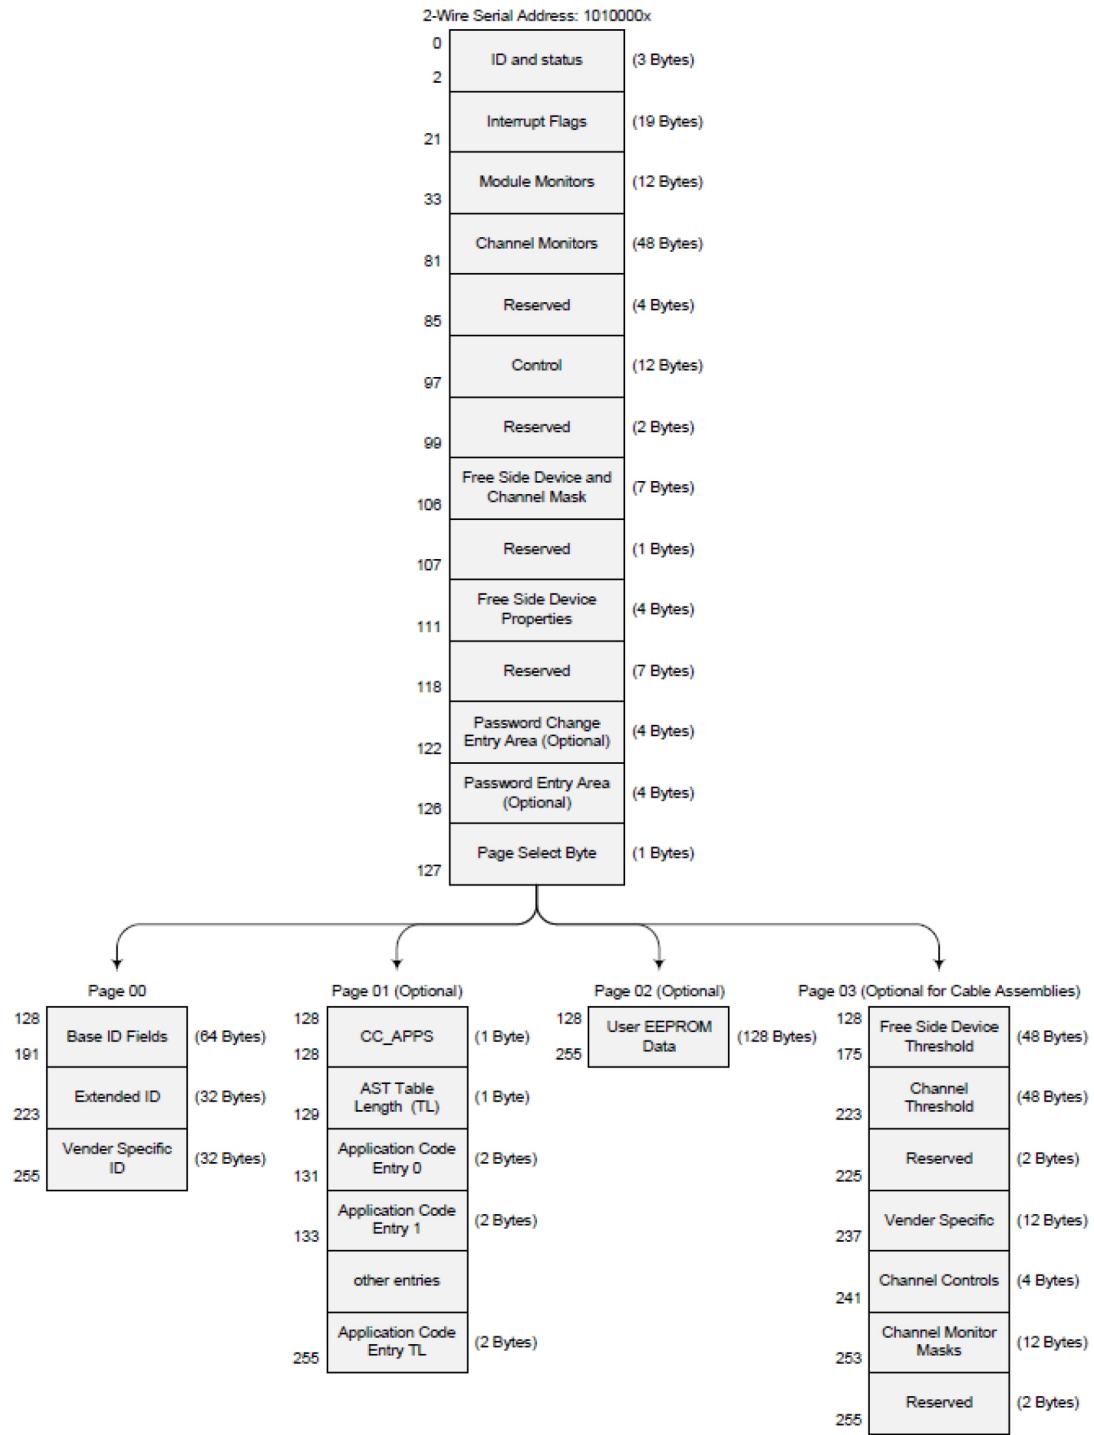 2-Wire Serial Address: 1010000x
0
ID and status
(3 Bytes)
2
Interrupt Flags
(19 Bytes)
21
Module Monitors
(12 Bytes)
33
Channel Monitors
(48 Bytes)
81
Reserved
(4 Bytes)
85
Control
(12 Bytes)
97
Reserved
(2 Bytes)
99
Free Side Device and
Channel Mask
(7 Bytes)
106
Reserved
(1 Bytes)
107
Free Side Device
Properties
(4 Bytes)
111
Reserved
(7 Bytes)
118
Password Change
Entry Area (Optional)
(4 Bytes)
122
Password Entry Area
(Optional)
(4 Bytes)
126
Page Select Byte
(1 Bytes)
127
Page 00
128
Base ID Fields
(64 Bytes)
191
Extended ID
(32 Bytes)
223
Vender Specific
ID
(32 Bytes)
255
Page 01 (Optional)
128
CC_APPS
(1 Byte)
128
AST Table
Length (TL)
(1 Byte)
129
Application Code
Entry 0
(2 Bytes)
131
Application Code
Entry 1
(2 Bytes)
133
other entries
Application Code
Entry TL
(2 Bytes)
255
Page 02 (Optional)
128
User EEPROM
Data
(128 Bytes)
255
Page 03 (Optional for Cable Assemblies)
128
Free Side Device
Threshold
(48 Bytes)
175
Channel
Threshold
(48 Bytes)
223
Reserved
(2 Bytes)
225
Vender Specific
(12 Bytes)
237
Channel Controls
(4 Bytes)
241
Channel Monitor
Masks
(12 Bytes)
253
Reserved
(2 Bytes)
255